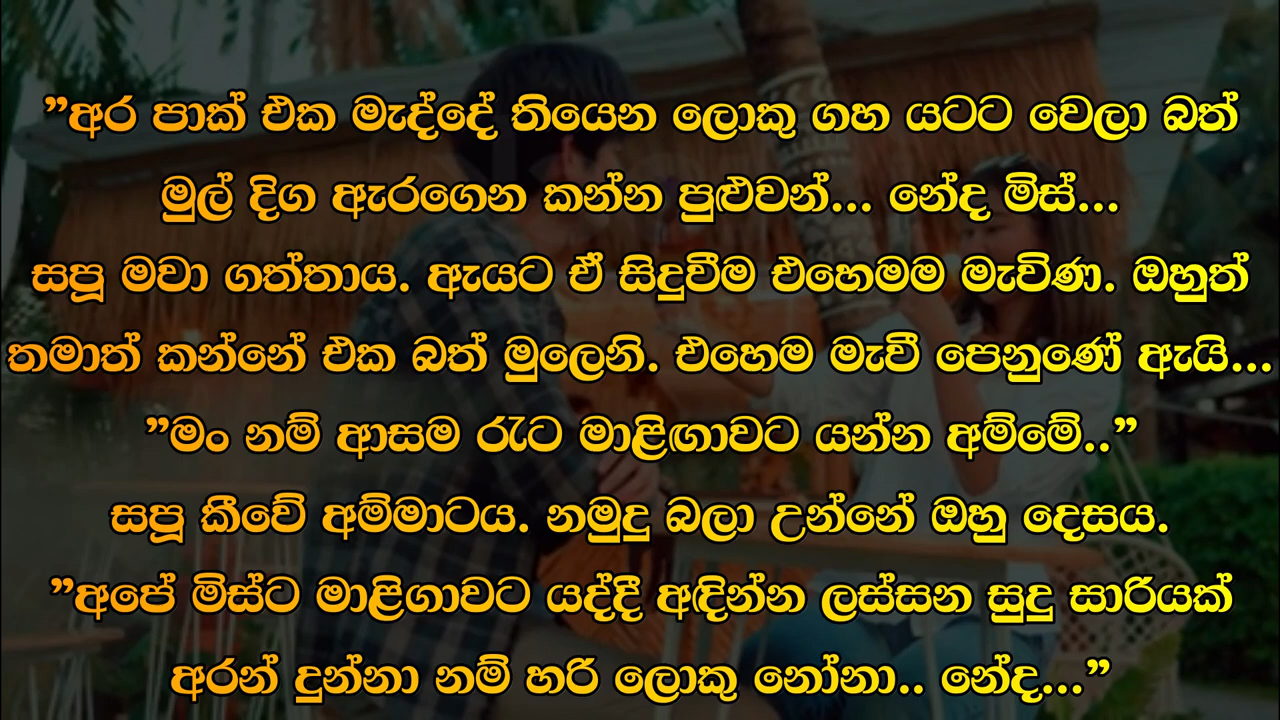 ”අර පාක් එක මැද්දේ තියෙන ලොකු ගහ යටට වෙලා බත්
මුල් දිග ඇරගෙන කන්න පුළුවන්... නේද මිස්...
සපූ මවා ගත්තාය. ඇයට ඒ සිදුවීම එහෙමම මැවිණ. ඔහුත්
තමාත් කන්නේ එක බත් මුලෙනි. එහෙම මැවී පෙනුණේ ඇයි...
”මං නම් ආසම රෑට මාළිඟාවට යන්න අම්මේ..”
සපූ කීවේ අම්මාටය. නමුදු බලා උන්නේ ඔහු දෙසය.
”අපේ මිස්ට මාළිගාවට යද්දී අඳින්න ලස්සන සුදු සාරියක්
අරන් දුන්නා නම් හරි ලොකු නෝනා.. නේද...”